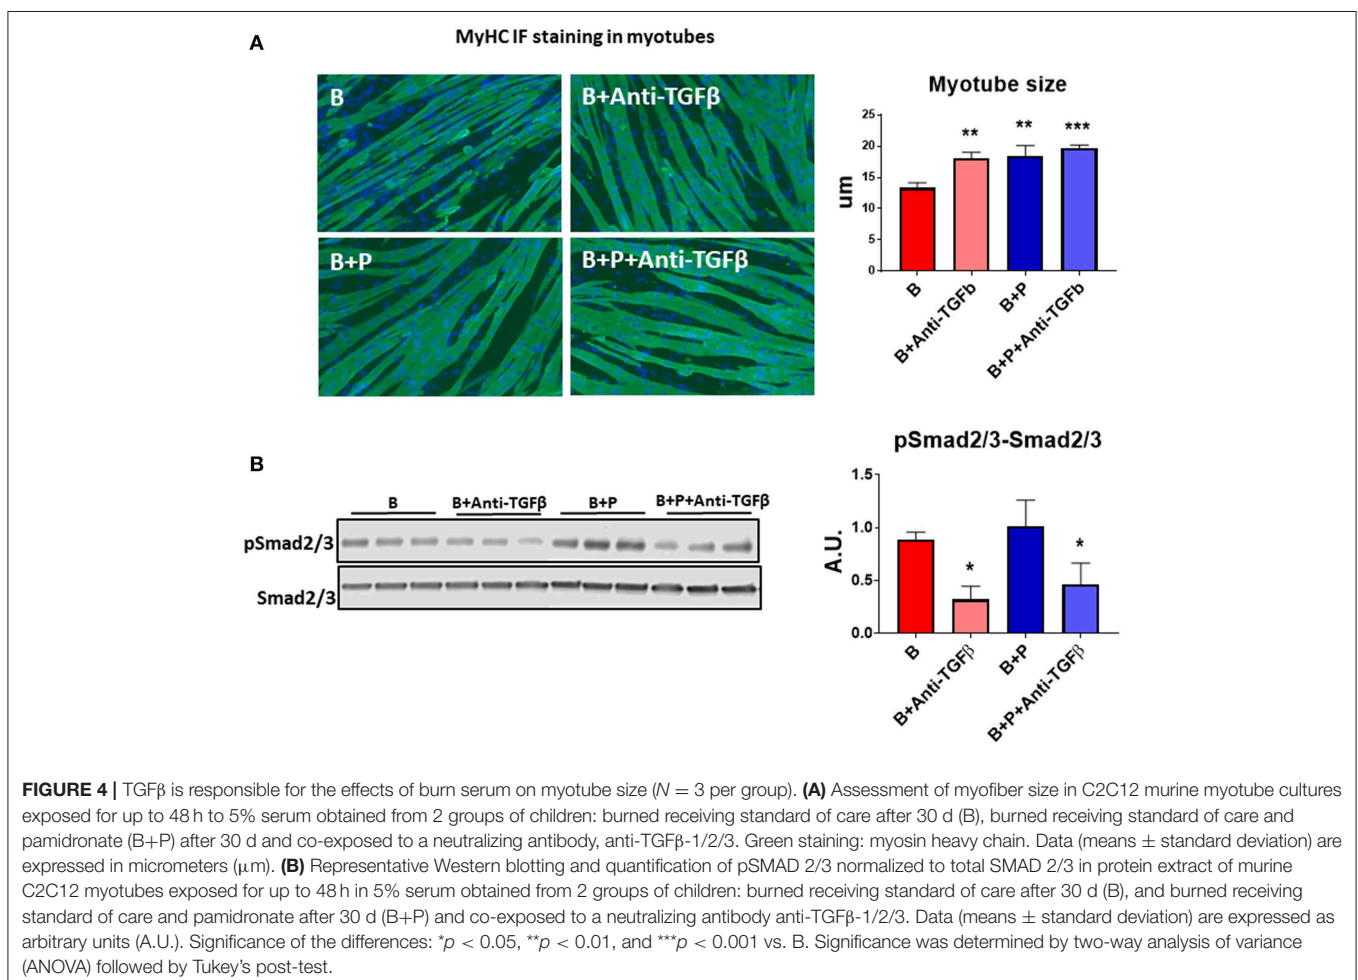 A
MyHC IF staining in myotubes
B
B+Anti-TGFβ
B+P
B+P+Anti-TGFβ
Myotube size
25
20
15
10
5
0
um
**
**
***
B
B+Anti-TGFb
B+P
B+P+Anti-TGFb
B
B
B+Anti-TGFβ
B+P
B+P+Anti-TGFβ
pSmad2/3
Smad2/3
pSmad2/3-Smad2/3
1.5
1.0
0.5
0.0
A.U.
*
*
B
B+Anti-TGFβ
B+P
B+P+Anti-TGFβ
FIGURE 4 | TGFβ is responsible for the effects of burn serum on myotube size (N = 3 per group). (A) Assessment of myofiber size in C2C12 murine myotube cultures
exposed for up to 48 h to 5% serum obtained from 2 groups of children: burned receiving standard of care after 30 d (B), burned receiving standard of care and
pamidronate (B+P) after 30 d and co-exposed to a neutralizing antibody, anti-TGFβ-1/2/3. Green staining: myosin heavy chain. Data (means ± standard deviation) are
expressed in micrometers (μm). (B) Representative Western blotting and quantification of pSMAD 2/3 normalized to total SMAD 2/3 in protein extract of murine
C2C12 myotubes exposed for up to 48 h in 5% serum obtained from 2 groups of children: burned receiving standard of care after 30 d (B), and burned receiving
standard of care and pamidronate after 30 d (B+P) and co-exposed to a neutralizing antibody anti-TGFβ-1/2/3. Data (means ± standard deviation) are expressed as
arbitrary units (A.U.). Significance of the differences: *p < 0.05, **p < 0.01, and ***p < 0.001 vs. B. Significance was determined by two-way analysis of variance
(ANOVA) followed by Tukey's post-test.